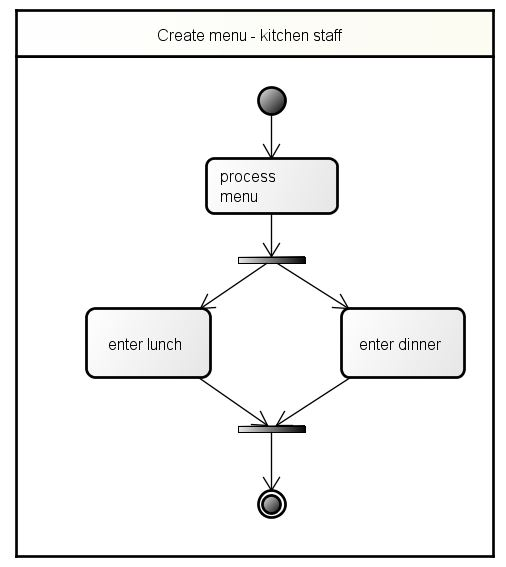 Create menu - kitchen staff
process
menu
enter lunch
enter dinner